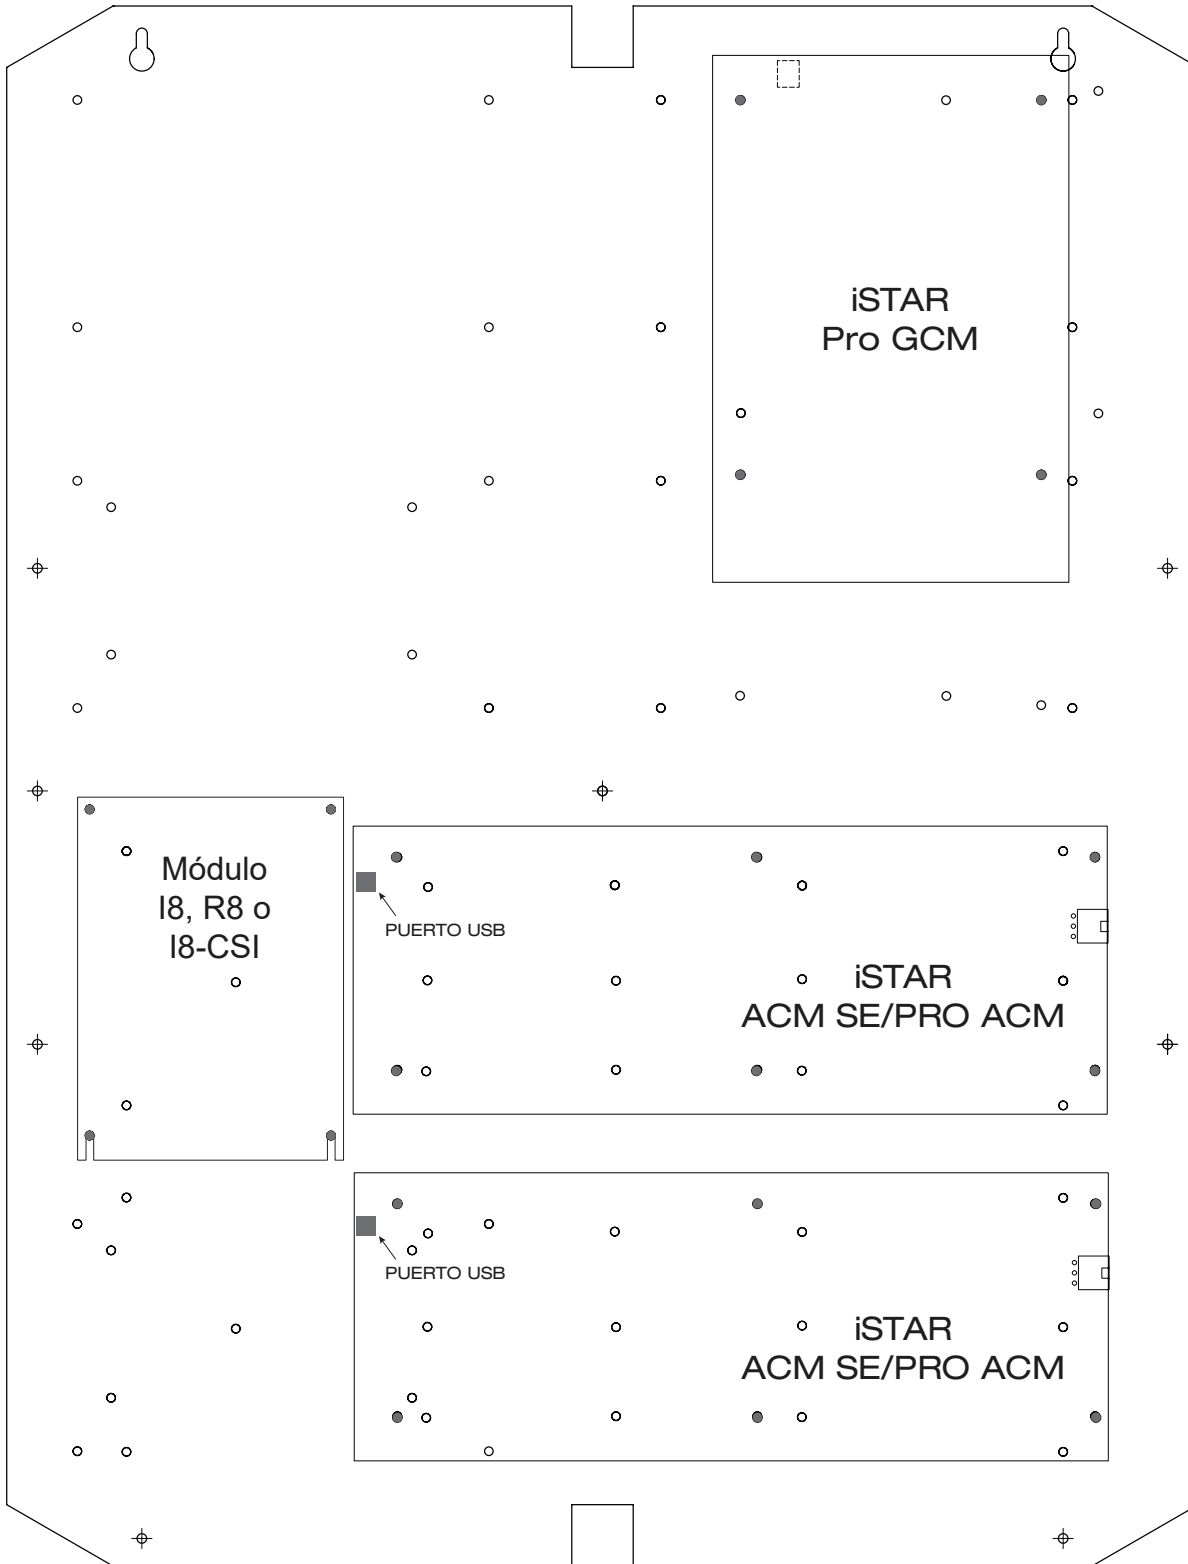 iSTAR
Pro GCM
Módulo
I8, R8 o
I8-CSI
PUERTO USB
iSTAR
ACM SE/PRO ACM
PUERTO USB
iSTAR
ACM SE/PRO ACM